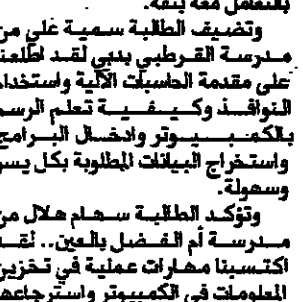 بالتعامل معه بثقة.
وتضيف الطالبة سمية علي من
مدرسة القرطبي بدبي لقد اطلعنا
على مقدمة الحاسبات الآلية واستخدام
النوافذ وكيفية تعلم الرسم
بالكمبيوتر وادخال البرامج
واستخراج البيانات المطلوبة بكل يسر
وسهولة.
وتؤكد الطالبة سهام هلال من
مدرسة أم الفضل بالعين.. لقد
اكتسبنا مهارات عملية في تخزين
المعلومات في الكمبيوتر واسترجاعها